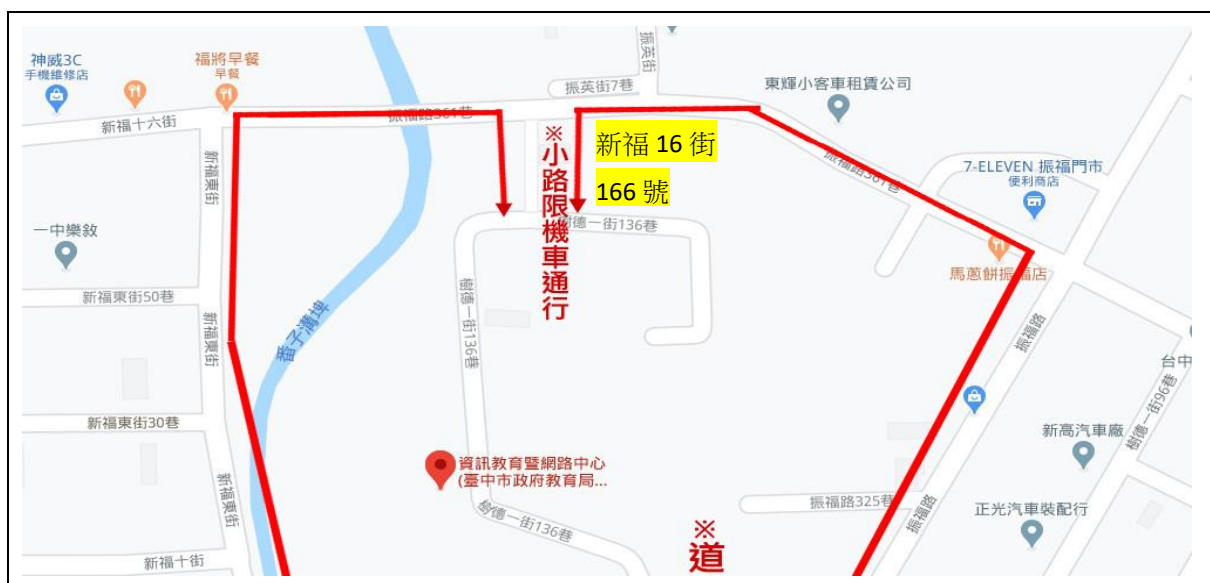 神威3C
手機維修店
福將早餐
早餐
振英街
振英街7巷
東輝小客車租賃公司
新福十六街
振福路361巷
※小路限機車通行
新福 16 街
166 號
新福東街
振福路361巷
7-ELEVEN 振福門市
便利商店
一中樂敘
樹德一街136巷
馬蔥餅振福店
新福東街50巷
樹德一街136巷
番子溝埤
新福東街
振福路
台中
樹德一街96巷
新福東街30巷
新高汽車廠
資訊教育暨網路中心
(臺中市政府教育局...
新福東街
振福路325巷
振福路
正光汽車裝配行
樹德一街136巷
※道
新福十街